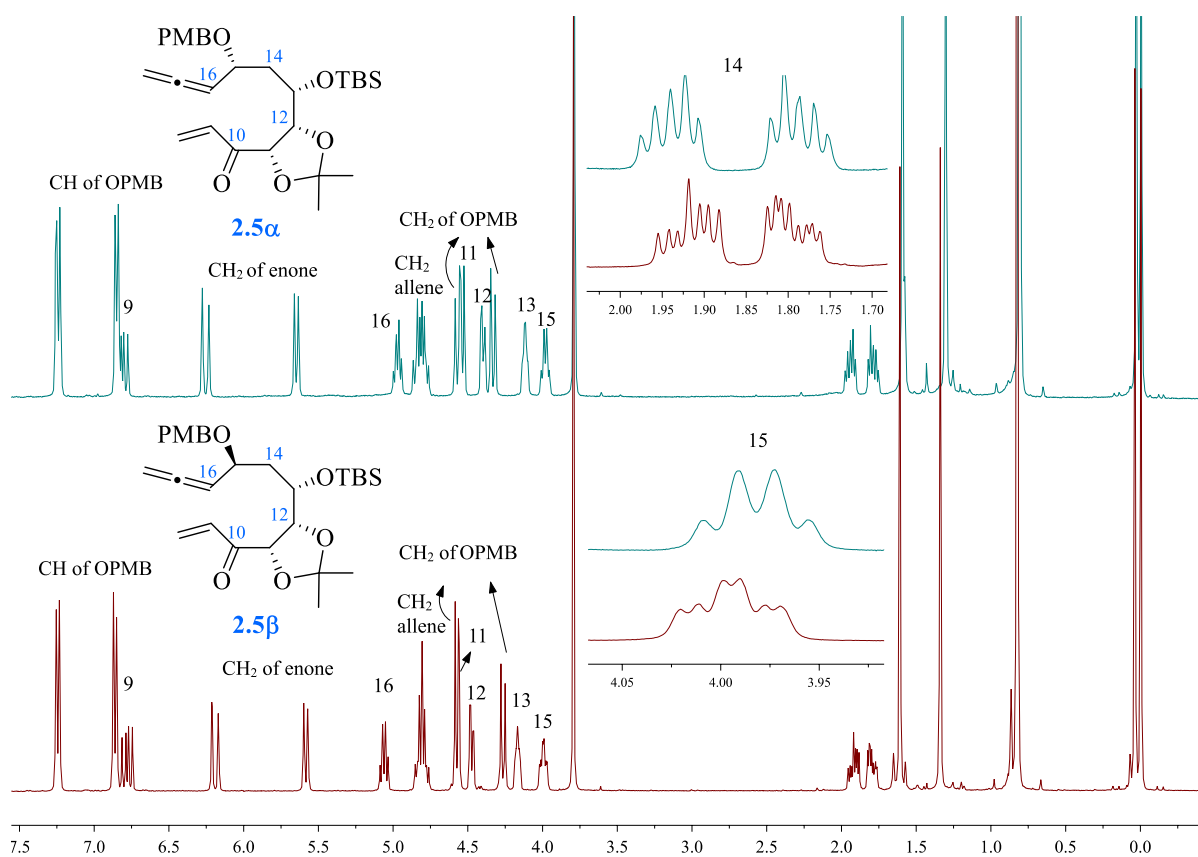 PMBO
14
16
OTBS
12
10
O
O
O
2.5α
CH of OPMB
9
CH₂ of enone
CH₂ of OPMB
CH₂
allene
11
12
13
15
16
14
2.00 1.95 1.90 1.85 1.80 1.75 1.70
PMBO
14
16
OTBS
12
10
O
O
O
2.5β
CH of OPMB
9
CH₂ of enone
CH₂ of OPMB
CH₂
allene
11
12
13
15
16
15
4.05 4.00 3.95
7.5 7.0 6.5 6.0 5.5 5.0 4.5 4.0 3.5 3.0 2.5 2.0 1.5 1.0 0.5 0.0